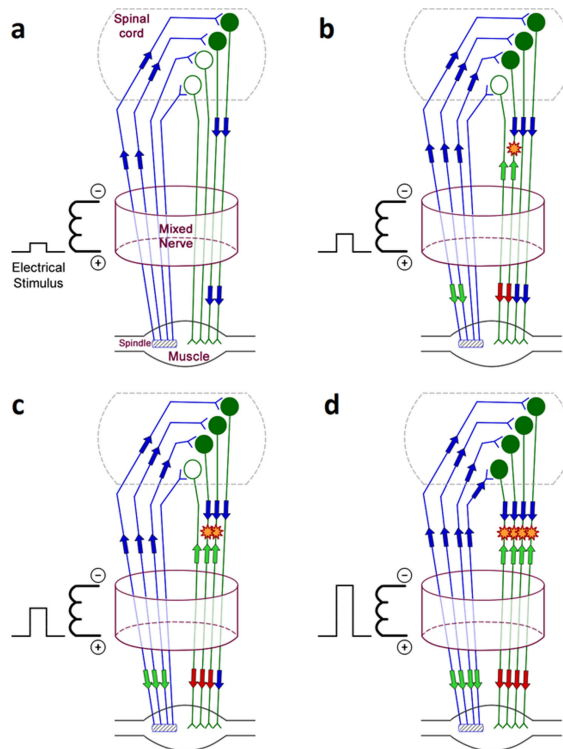 a
Spinal
cord
−
+
Mixed
Nerve
Electrical
Stimulus
Spindle
Muscle
b
−
+
c
−
+
d
−
+